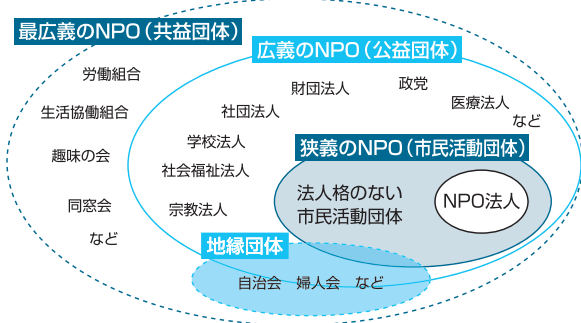 最広義のNPO（共益団体）
広義のNPO（公益団体）
労働組合
生活協働組合
趣味の会
同窓会
など
財団法人
政党
医療法人
など
社団法人
学校法人
社会福祉法人
宗教法人
狭義のNPO（市民活動団体）
法人格のない
市民活動団体
NPO法人
地縁団体
自治会 婦人会 など